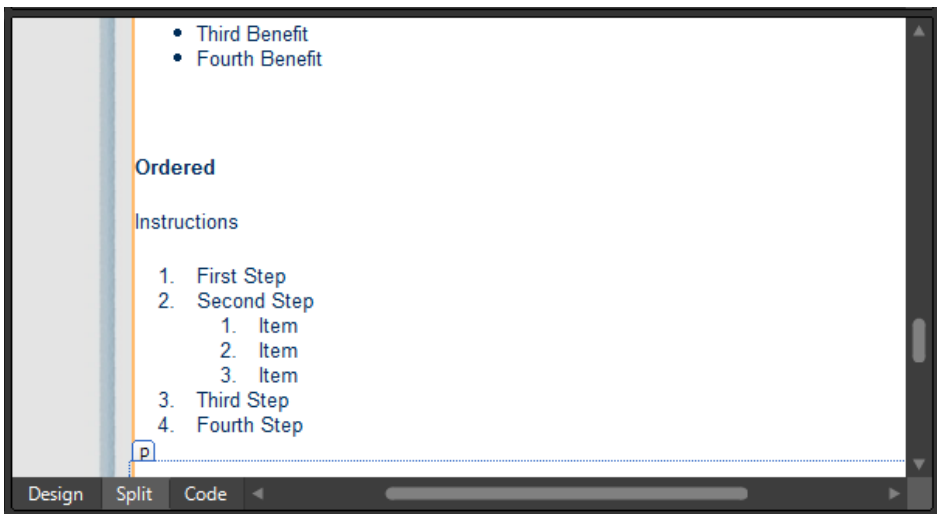 • Third Benefit
• Fourth Benefit
Ordered
Instructions
1. First Step
2. Second Step
1. Item
2. Item
3. Item
3. Third Step
4. Fourth Step
p
Design Split Code